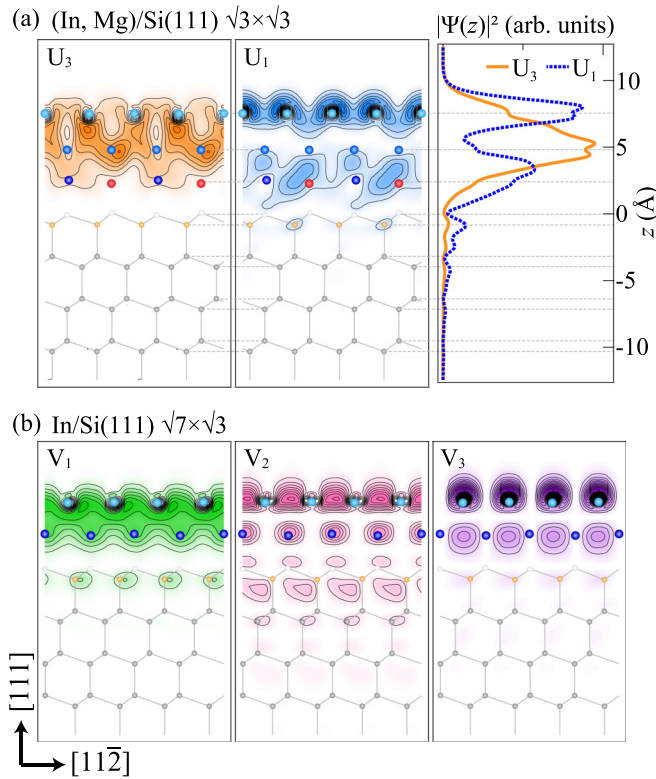 (a) (In, Mg)/Si(111) √3×√3
|Ψ(z)|² (arb. units)
U₃
U₁
U₃ U₁
10
5
0
-5
-10
z (Å)
(b) In/Si(111) √7×√3
V₁
V₂
V₃
[111]
[112̅]